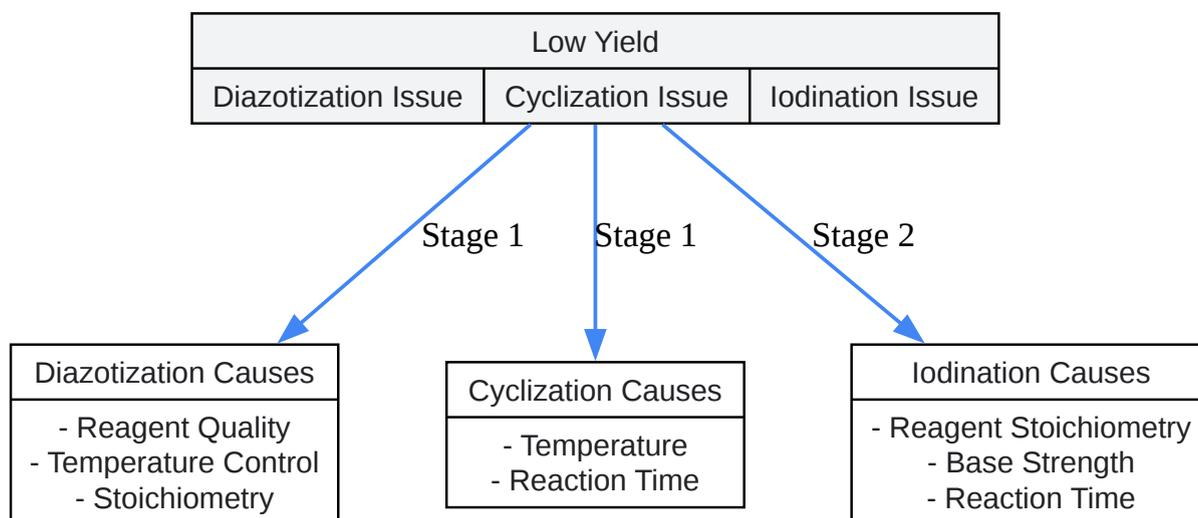 Low Yield
Diazotization Issue
Cyclization Issue
Iodination Issue
Stage 1
Stage 1
Stage 2
Diazotization Causes
- Reagent Quality
- Temperature Control
- Stoichiometry
Cyclization Causes
- Temperature
- Reaction Time
Iodination Causes
- Reagent Stoichiometry
- Base Strength
- Reaction Time